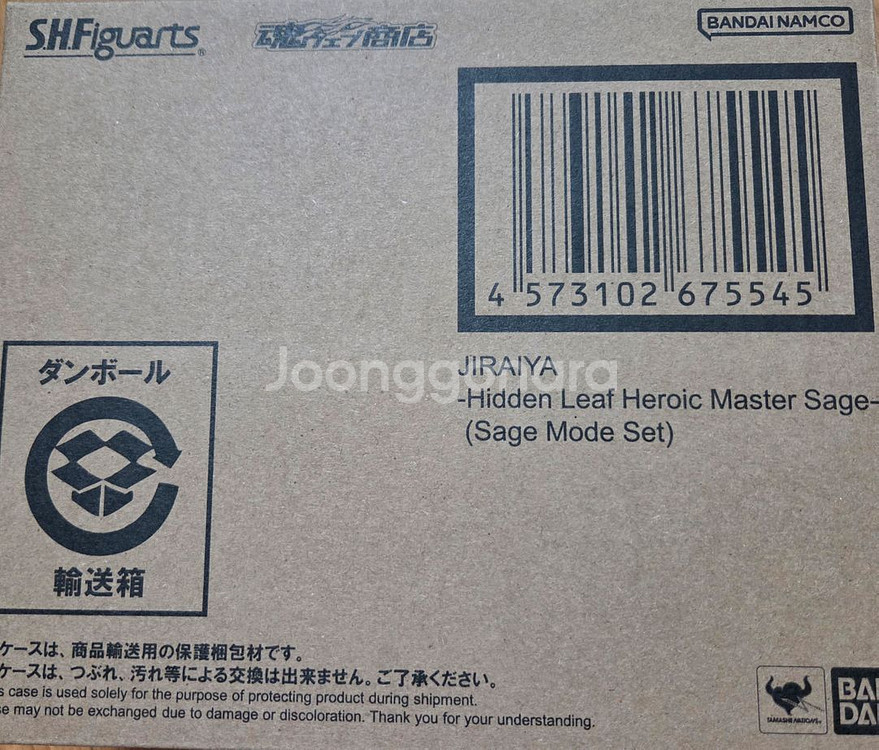 S.H.Figuarts®
魂ウェブ商店
BANDAI NAMCO
4 573102 675545
JIRAIYA
-Hidden Leaf Heroic Master Sage-
(Sage Mode Set)
Joonggonara
ダンボール
輸送箱
ケースは、商品輸送用の保護梱包材です。
ケースは、つぶれ、汚れ等による交換は出来ません。ご了承ください。
s case is used solely for the purpose of protecting product during shipment.
se may not be exchanged due to damage or discoloration. Thank you for your understanding.
TAMASHII NATIONS
BAN
DAI